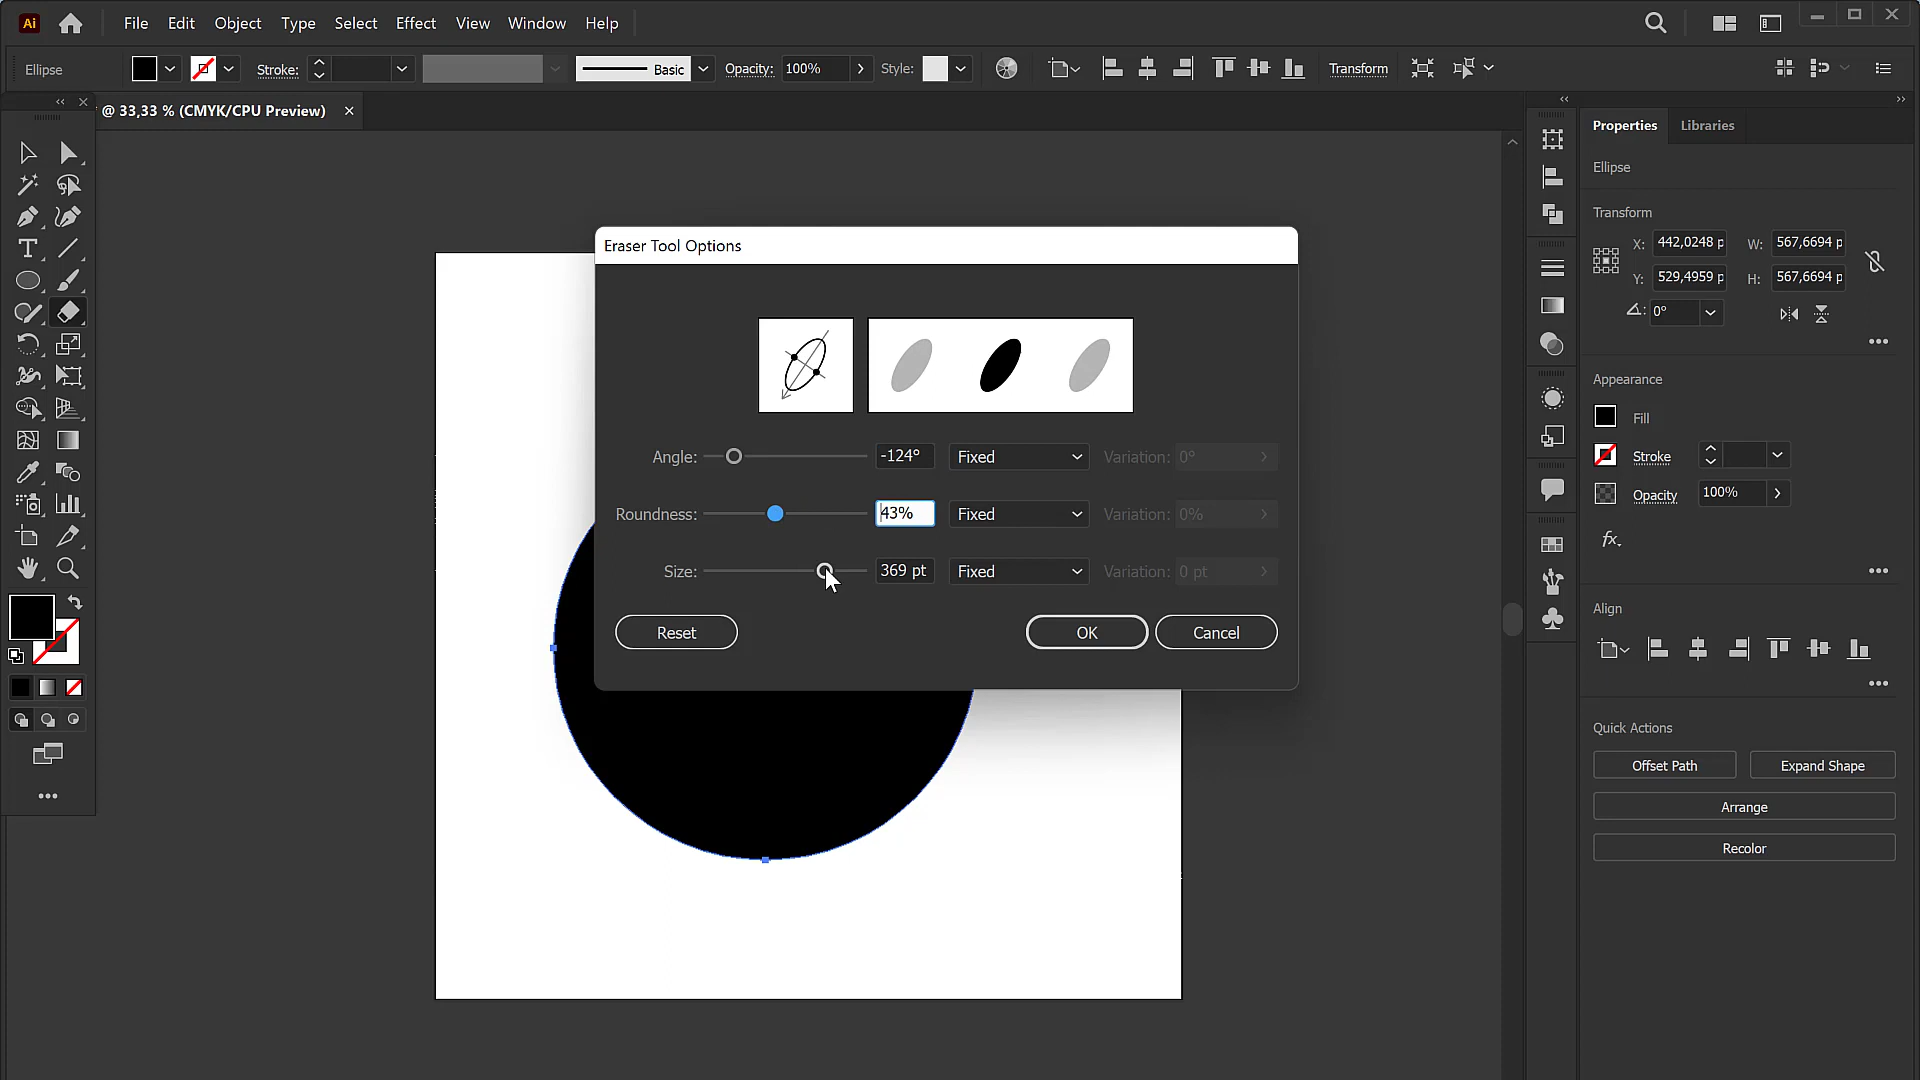 Ai File Edit Object Type Select Effect View Window Help
Ellipse Stroke: Basic Opacity: 100% Style: Transform
@ 33,33 % (CMYK/CPU Preview) ×
Properties Libraries
Ellipse
Transform
X: 442,0248 p W: 567,6694 p
Y: 529,4959 p H: 567,6694 p
0°
Appearance
Fill
Stroke
Opacity 100%
fx.
Align
Quick Actions
Offset Path Expand Shape
Arrange
Recolor
Eraser Tool Options
Angle: -124° Fixed Variation: 0°
Roundness: 43% Fixed Variation: 0%
Size: 369 pt Fixed Variation: 0 pt
Reset OK Cancel